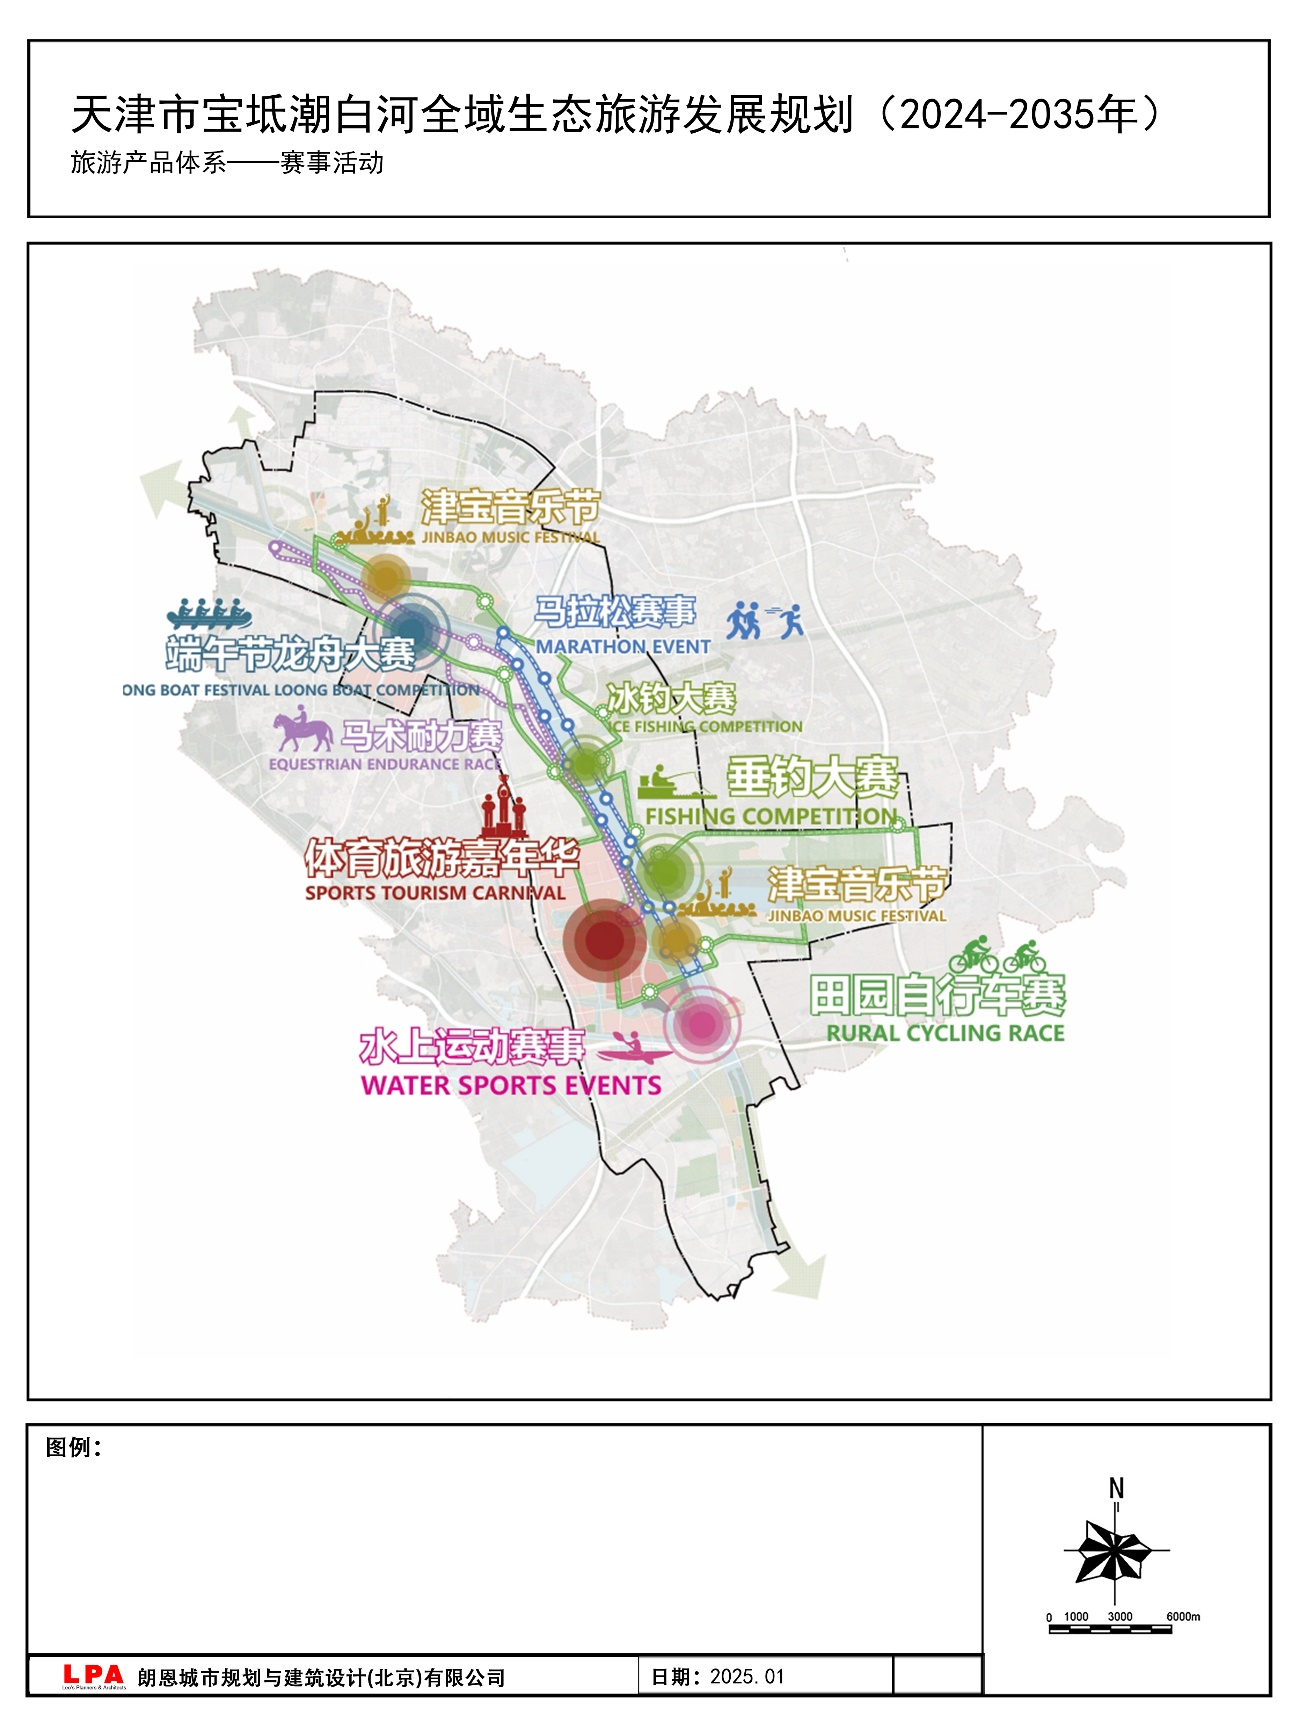 天津市宝坻潮白河全域生态旅游发展规划（2024-2035年）
旅游产品体系——赛事活动
津宝音乐节
JINBAO MUSIC FESTIVAL
马拉松赛事
MARATHON EVENT
端午节龙舟大赛
ONG BOAT FESTIVAL LOONG BOAT COMPETITION
冰钓大赛
ICE FISHING COMPETITION
马术耐力赛
EQUESTRIAN ENDURANCE RACE
垂钓大赛
FISHING COMPETITION
体育旅游嘉年华
SPORTS TOURISM CARNIVAL
津宝音乐节
JINBAO MUSIC FESTIVAL
田园自行车赛
RURAL CYCLING RACE
水上运动赛事
WATER SPORTS EVENTS
图例：
N
0 1000 3000 6000m
LPA 朗恩城市规划与建筑设计(北京)有限公司
Leo's Planners & Architects
日期：2025.01